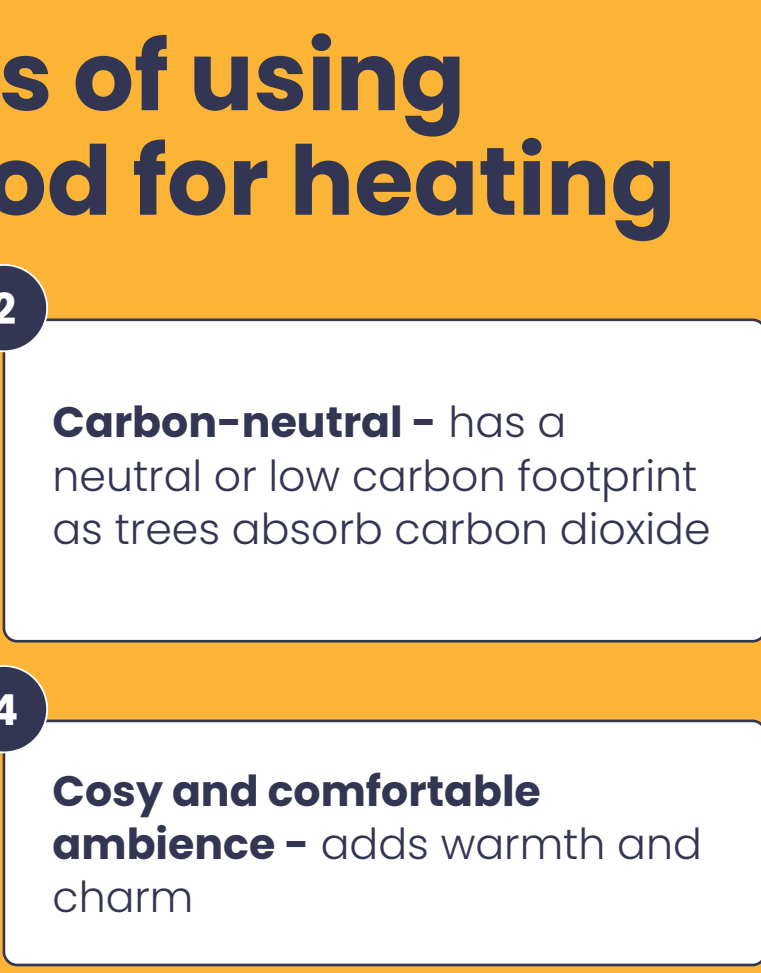 s of using
od for heating
2
Carbon-neutral - has a
neutral or low carbon footprint
as trees absorb carbon dioxide
4
Cosy and comfortable
ambience - adds warmth and
charm